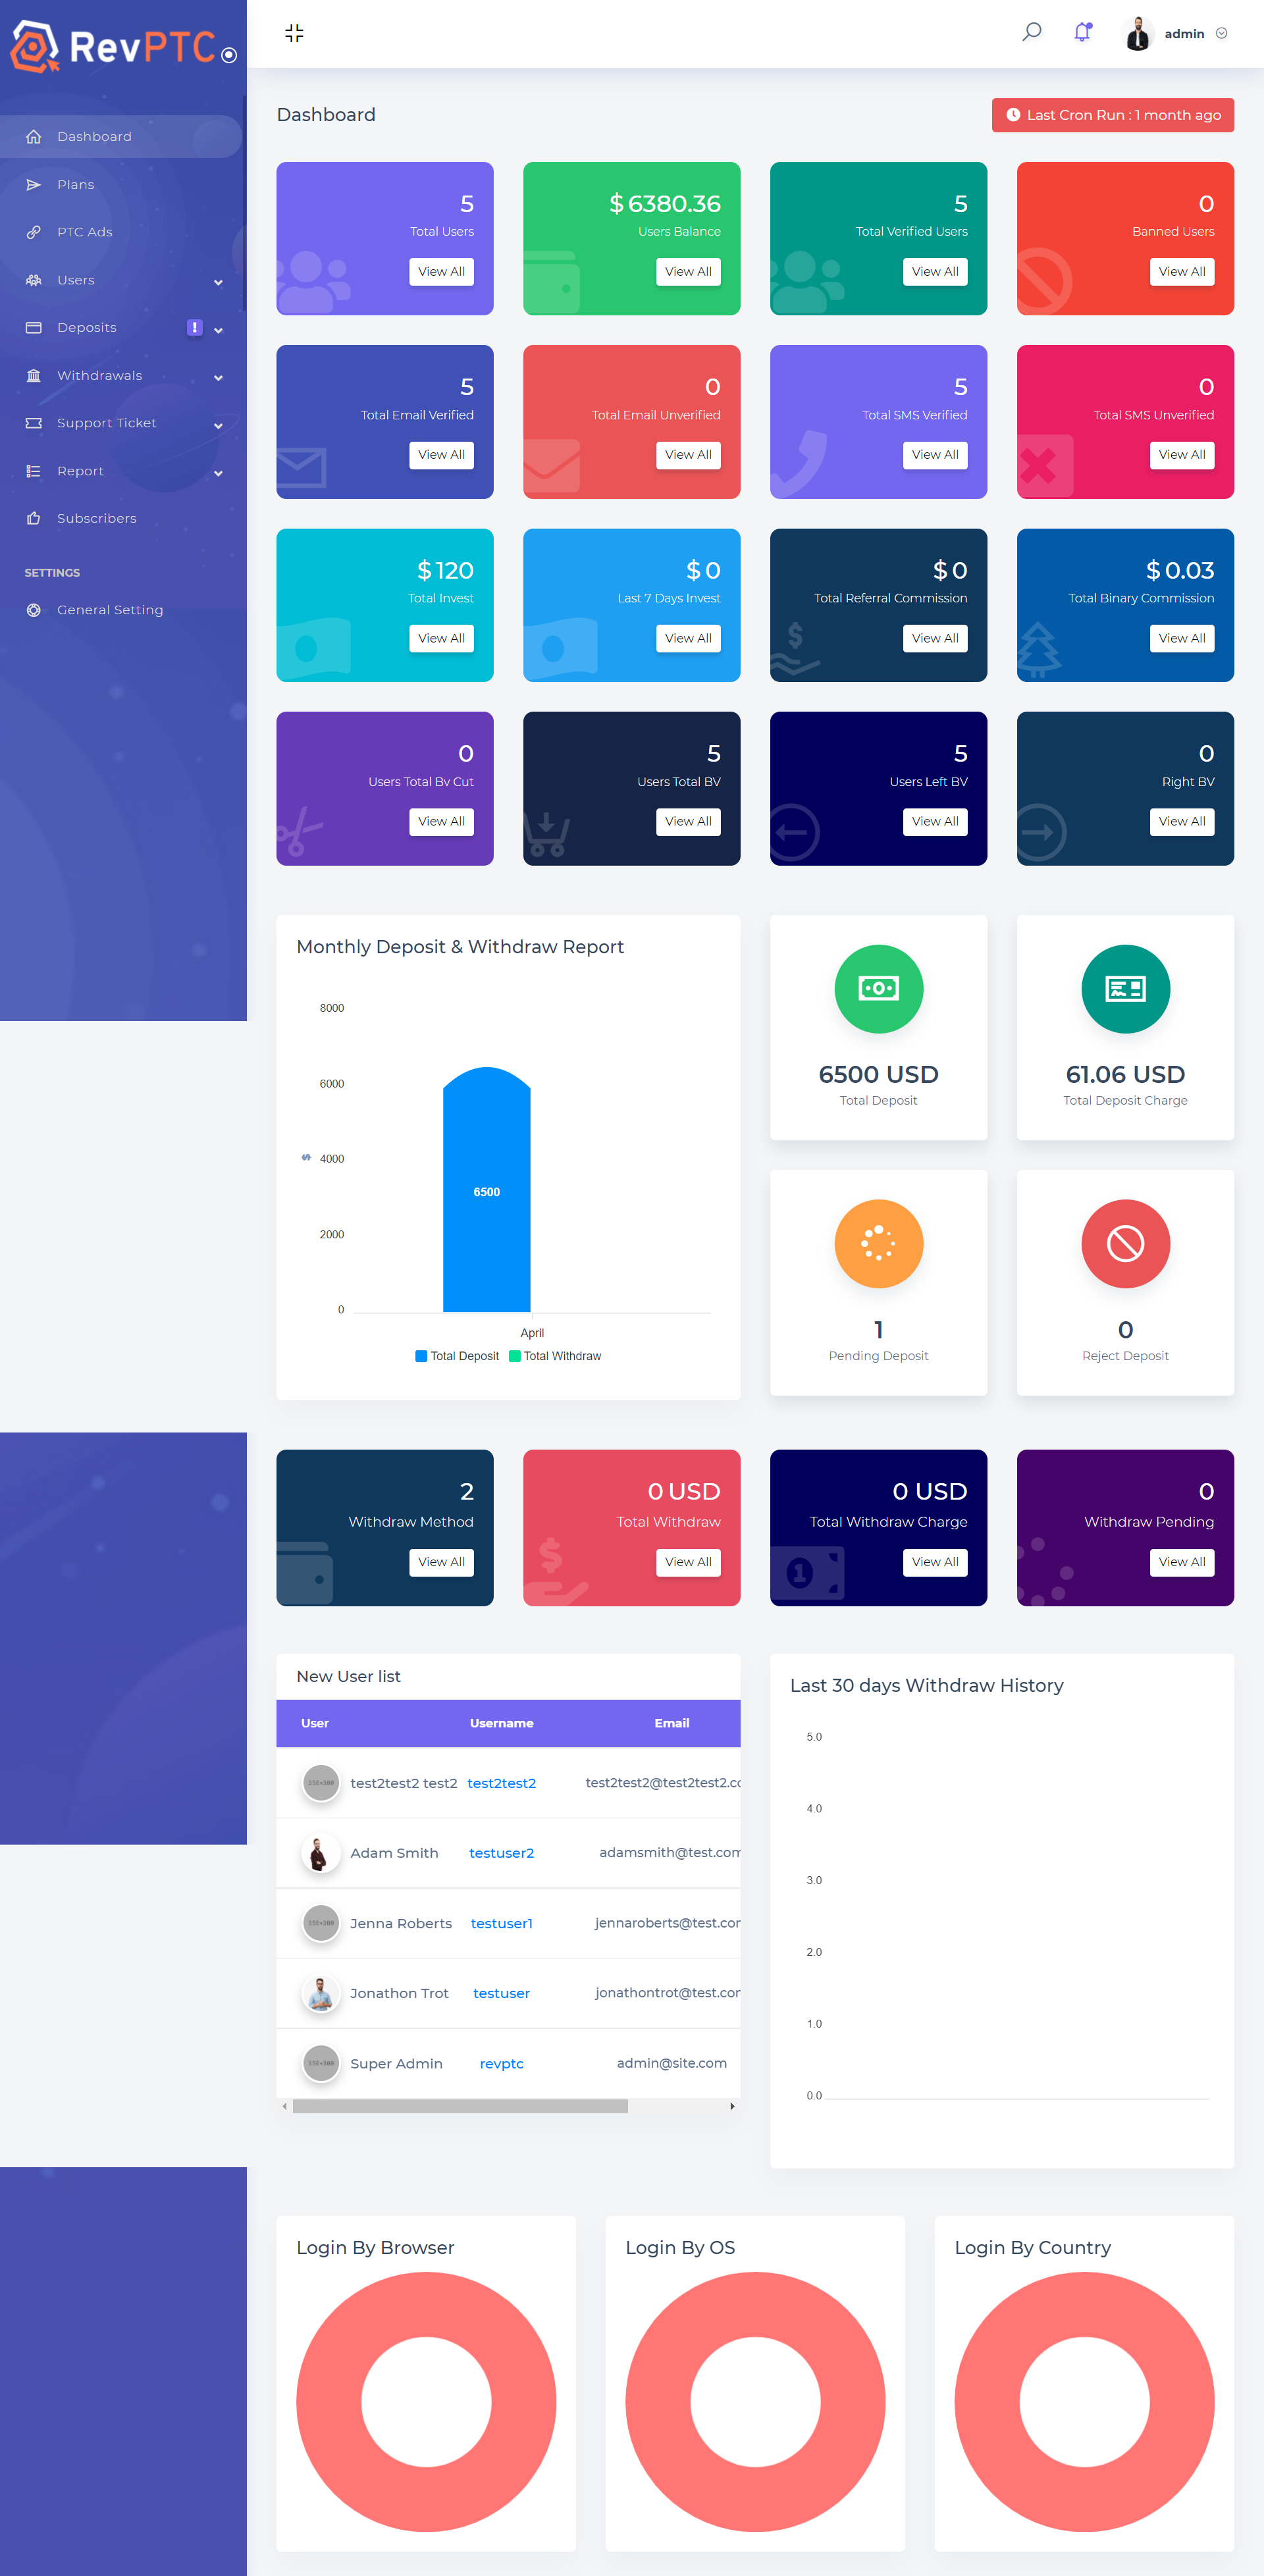 RevPTC
admin
Dashboard
Plans
PTC Ads
Users
Deposits
!
Withdrawals
Support Ticket
Report
Subscribers
SETTINGS
General Setting
Dashboard
Last Cron Run : 1 month ago
5
Total Users
View All
$ 6380.36
Users Balance
View All
5
Total Verified Users
View All
0
Banned Users
View All
5
Total Email Verified
View All
0
Total Email Unverified
View All
5
Total SMS Verified
View All
0
Total SMS Unverified
View All
$ 120
Total Invest
View All
$ 0
Last 7 Days Invest
View All
$ 0
Total Referral Commission
View All
$ 0.03
Total Binary Commission
View All
0
Users Total Bv Cut
View All
5
Users Total BV
View All
5
Users Left BV
View All
0
Right BV
View All
Monthly Deposit & Withdraw Report
8000
6000
$ 4000
6500
2000
0
April
Total Deposit Total Withdraw
6500 USD
Total Deposit
61.06 USD
Total Deposit Charge
1
Pending Deposit
0
Reject Deposit
2
Withdraw Method
View All
0 USD
Total Withdraw
View All
0 USD
Total Withdraw Charge
View All
0
Withdraw Pending
View All
New User list
User Username Email
test2test2 test2 test2test2 test2test2@test2test2.co
Adam Smith testuser2 adamsmith@test.com
Jenna Roberts testuser1 jennaroberts@test.cor
Jonathon Trot testuser jonathontrot@test.cor
Super Admin revptc admin@site.com
Last 30 days Withdraw History
5.0
4.0
3.0
2.0
1.0
0.0
Login By Browser
Login By OS
Login By Country